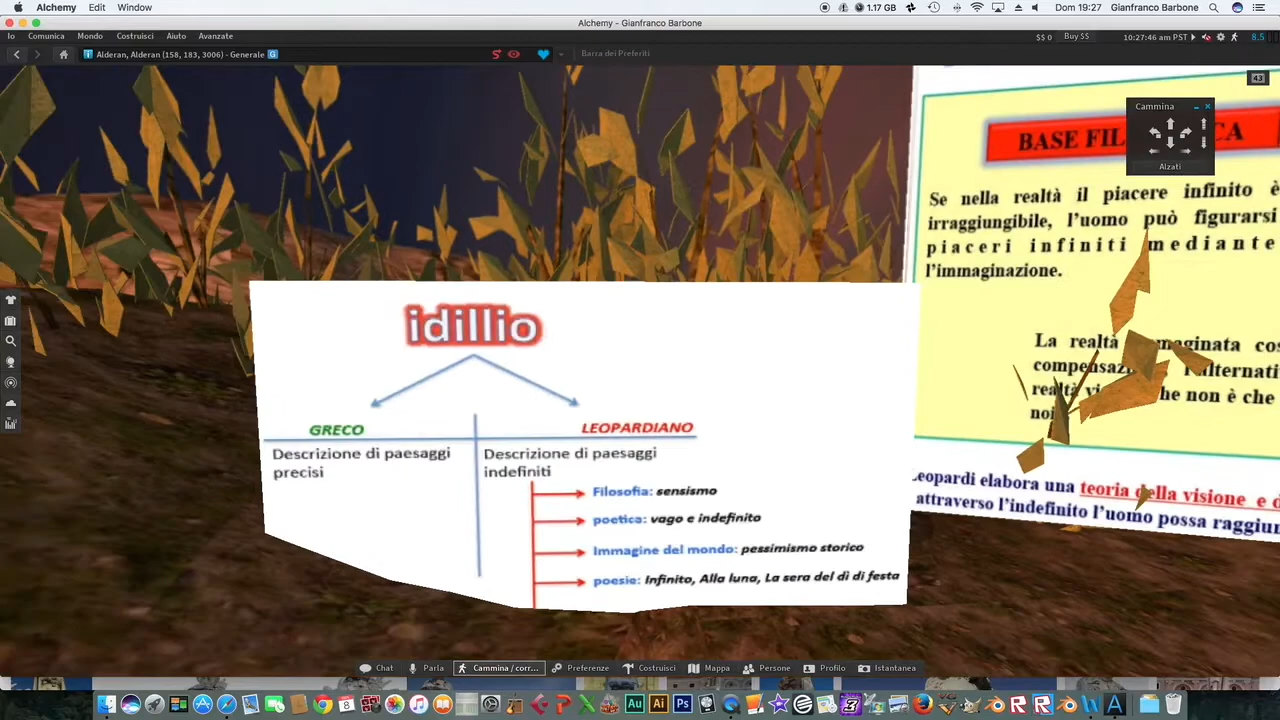 Alchemy Edit Window
1.17 GB
Dom 19:27 Gianfranco Barbone
Alchemy - Gianfranco Barbone
Io Comunica Mondo Costruisci Aiuto Avanzate
$$ 0 Buy $$ 10:27:46 am PST 8.5
Alderan, Alderan (158, 183, 3006) - Generale G
Barra dei Preferiti
43
Cammina
Alzati
BASE FIL CA
Se nella realtà il piacere infinito è
irraggiungibile, l'uomo può figurarsi
piaceri infiniti mediante
l'immaginazione.
La realtà
realtà
he non è che
Leopardi elabora una teoria della visione e d
attraverso l'indefinito l'uomo possa raggiun
idillio
GRECO LEOPARDIANO
Descrizione di paesaggi
precisi
Descrizione di paesaggi
indefiniti
Filosofia: sensismo
poetica: vago e indefinito
Immagine del mondo: pessimismo storico
poesie: Infinito, Alla luna, La sera del dì di festa
Chat Parla Cammina / corr... Preferenze Costruisci Mappa Persone Profilo Istantanea